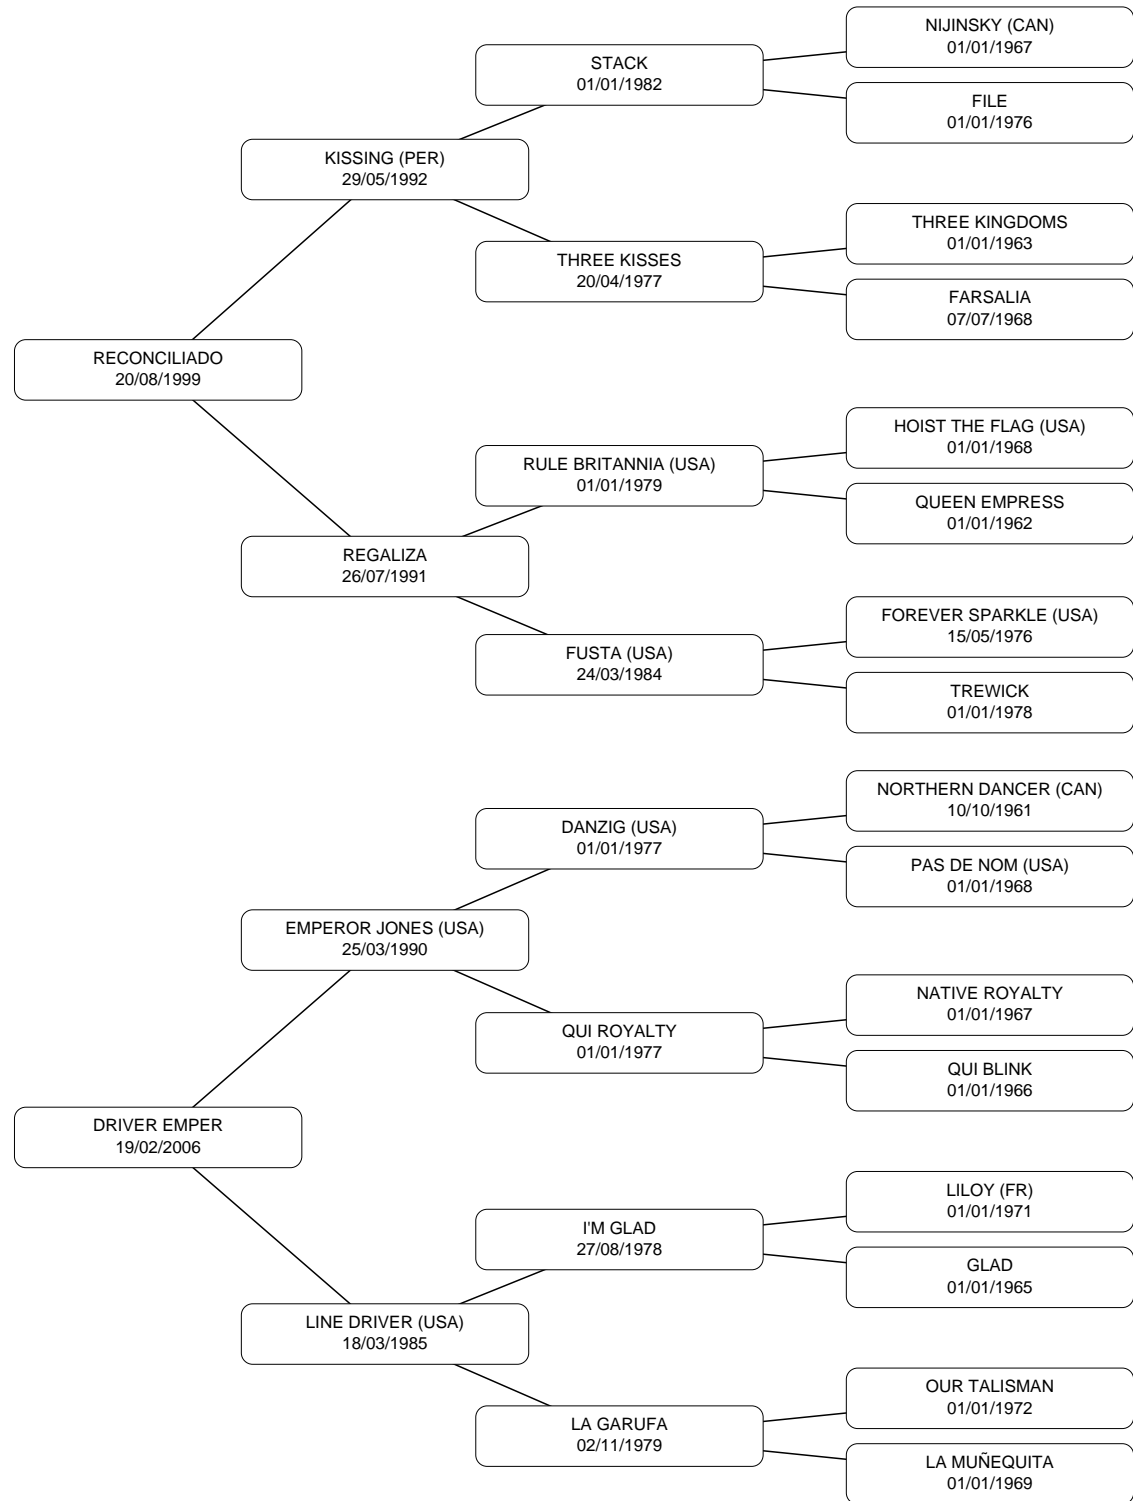 NIJINSKY (CAN)
01/01/1967
STACK
01/01/1982
FILE
01/01/1976
KISSING (PER)
29/05/1992
THREE KINGDOMS
01/01/1963
THREE KISSES
20/04/1977
FARSALIA
07/07/1968
RECONCILIADO
20/08/1999
HOIST THE FLAG (USA)
01/01/1968
RULE BRITANNIA (USA)
01/01/1979
QUEEN EMPRESS
01/01/1962
REGALIZA
26/07/1991
FOREVER SPARKLE (USA)
15/05/1976
FUSTA (USA)
24/03/1984
TREWICK
01/01/1978
NORTHERN DANCER (CAN)
10/10/1961
DANZIG (USA)
01/01/1977
PAS DE NOM (USA)
01/01/1968
EMPEROR JONES (USA)
25/03/1990
NATIVE ROYALTY
01/01/1967
QUI ROYALTY
01/01/1977
QUI BLINK
01/01/1966
DRIVER EMPER
19/02/2006
LILOY (FR)
01/01/1971
I'M GLAD
27/08/1978
GLAD
01/01/1965
LINE DRIVER (USA)
18/03/1985
OUR TALISMAN
01/01/1972
LA GARUFA
02/11/1979
LA MUÑEQUITA
01/01/1969